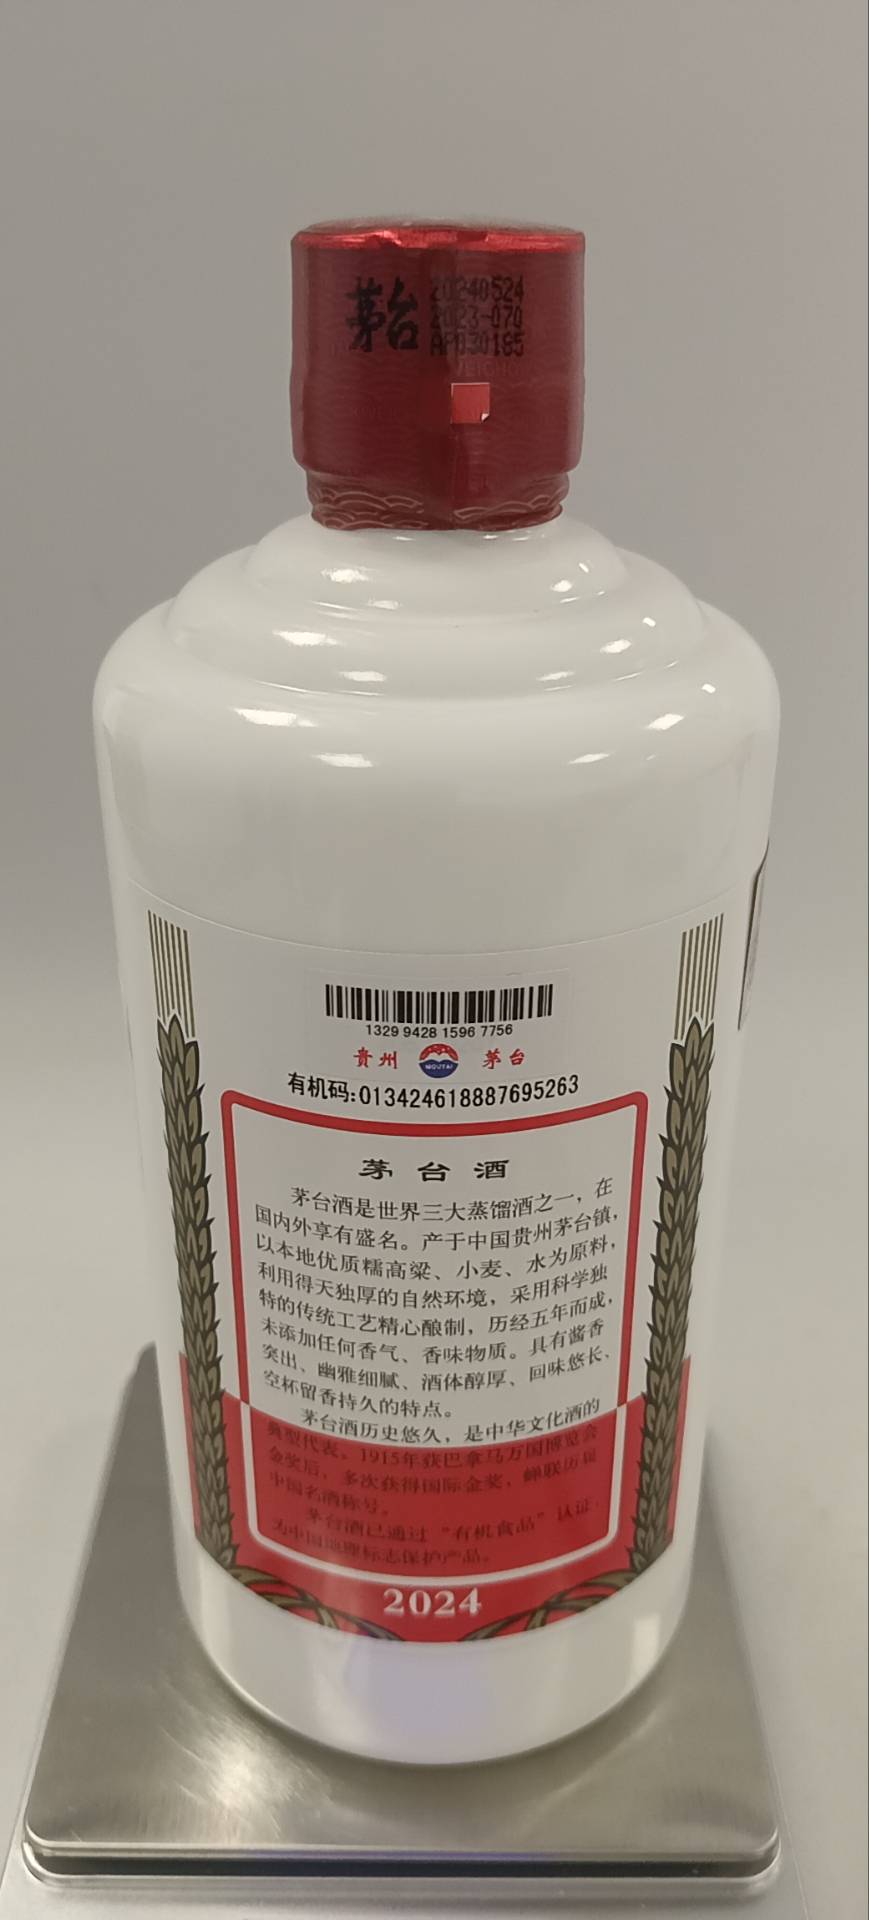 茅台
20240524
2023-070
AP030185
1329 9428 1596 7756
贵州
MOUTAI
茅台
有机码:013424618887695263
茅台酒
茅台酒是世界三大蒸馏酒之一，在
国内外享有盛名。产于中国贵州茅台镇，
以本地优质糯高粱、小麦、水为原料，
利用得天独厚的自然环境，采用科学独
特的传统工艺精心酿制，历经五年而成，
未添加任何香气、香味物质。具有酱香
突出、幽雅细腻、酒体醇厚、回味悠长、
空杯留香持久的特点。
茅台酒历史悠久，是中华文化酒的
典型代表。1915年获巴拿马万国博览会
金奖后，多次获得国际金奖，蝉联历届
中国名酒称号。
茅台酒已通过“有机食品”认证，
为中国地理标志保护产品。
2024